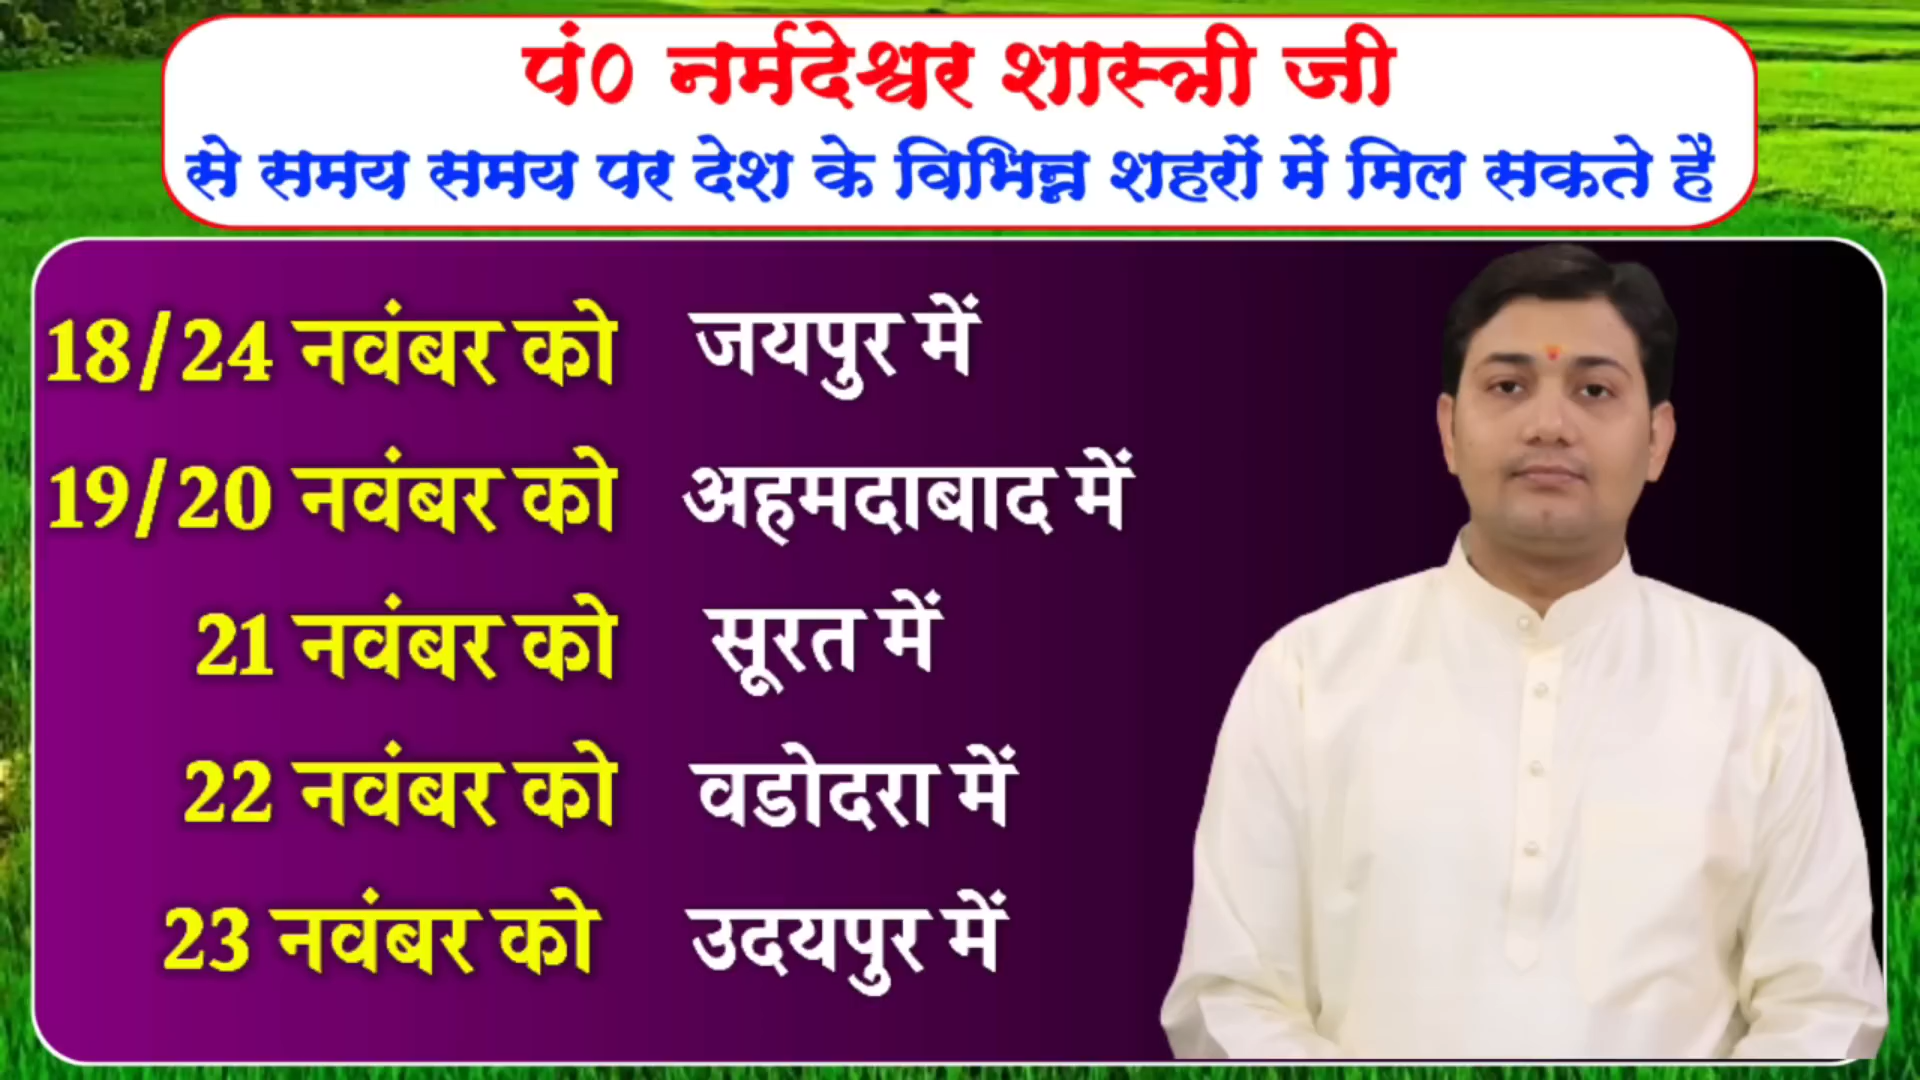 पं० नर्मदेश्वर शास्त्री जी
से समय समय पर देश के विभिन्न शहरों में मिल सकते है
18/24 नवंबर को जयपुर में
19/20 नवंबर को अहमदाबाद में
21 नवंबर को सूरत में
22 नवंबर को वडोदरा में
23 नवंबर को उदयपुर में